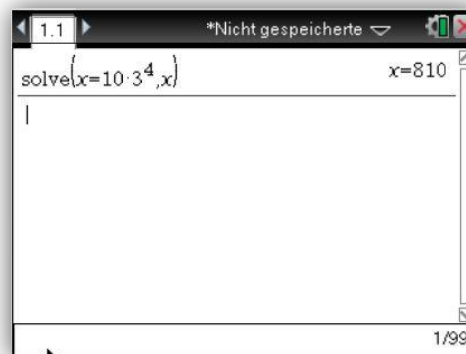 1.1 *Nicht gespeicherte
solve(x=10·3⁴,x) x=810
1/99